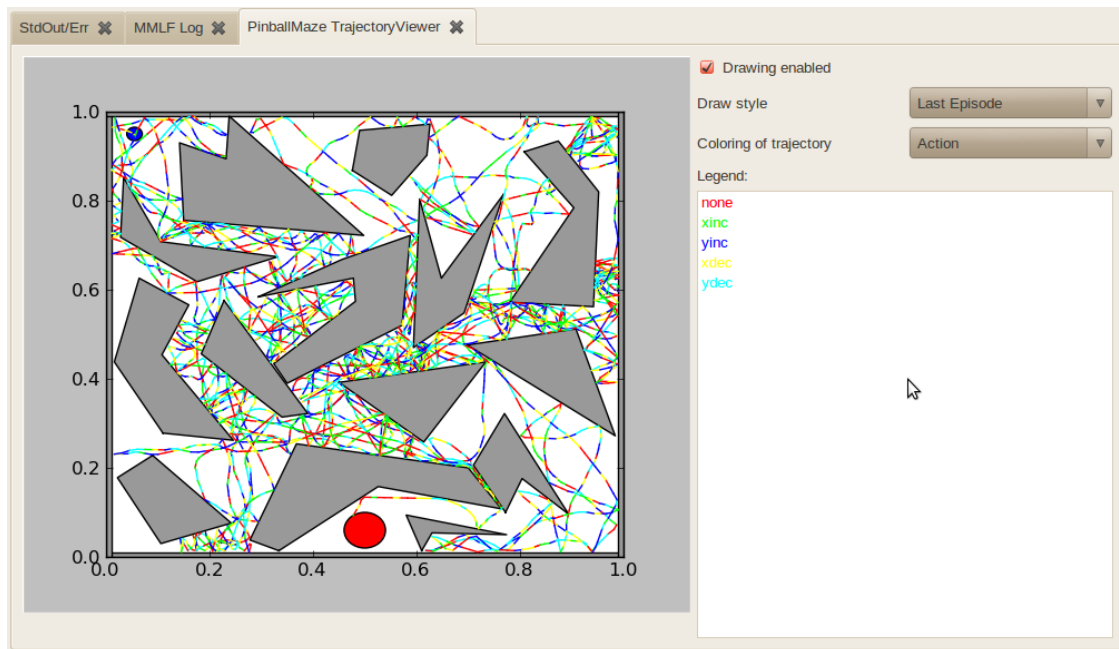 StdOut/Err MMLF Log PinballMaze TrajectoryViewer
Drawing enabled
Draw style Last Episode
Coloring of trajectory Action
Legend:
none
xinc
yinc
xdec
ydec
1.0
0.8
0.6
0.4
0.2
0.0
0.0 0.2 0.4 0.6 0.8 1.0